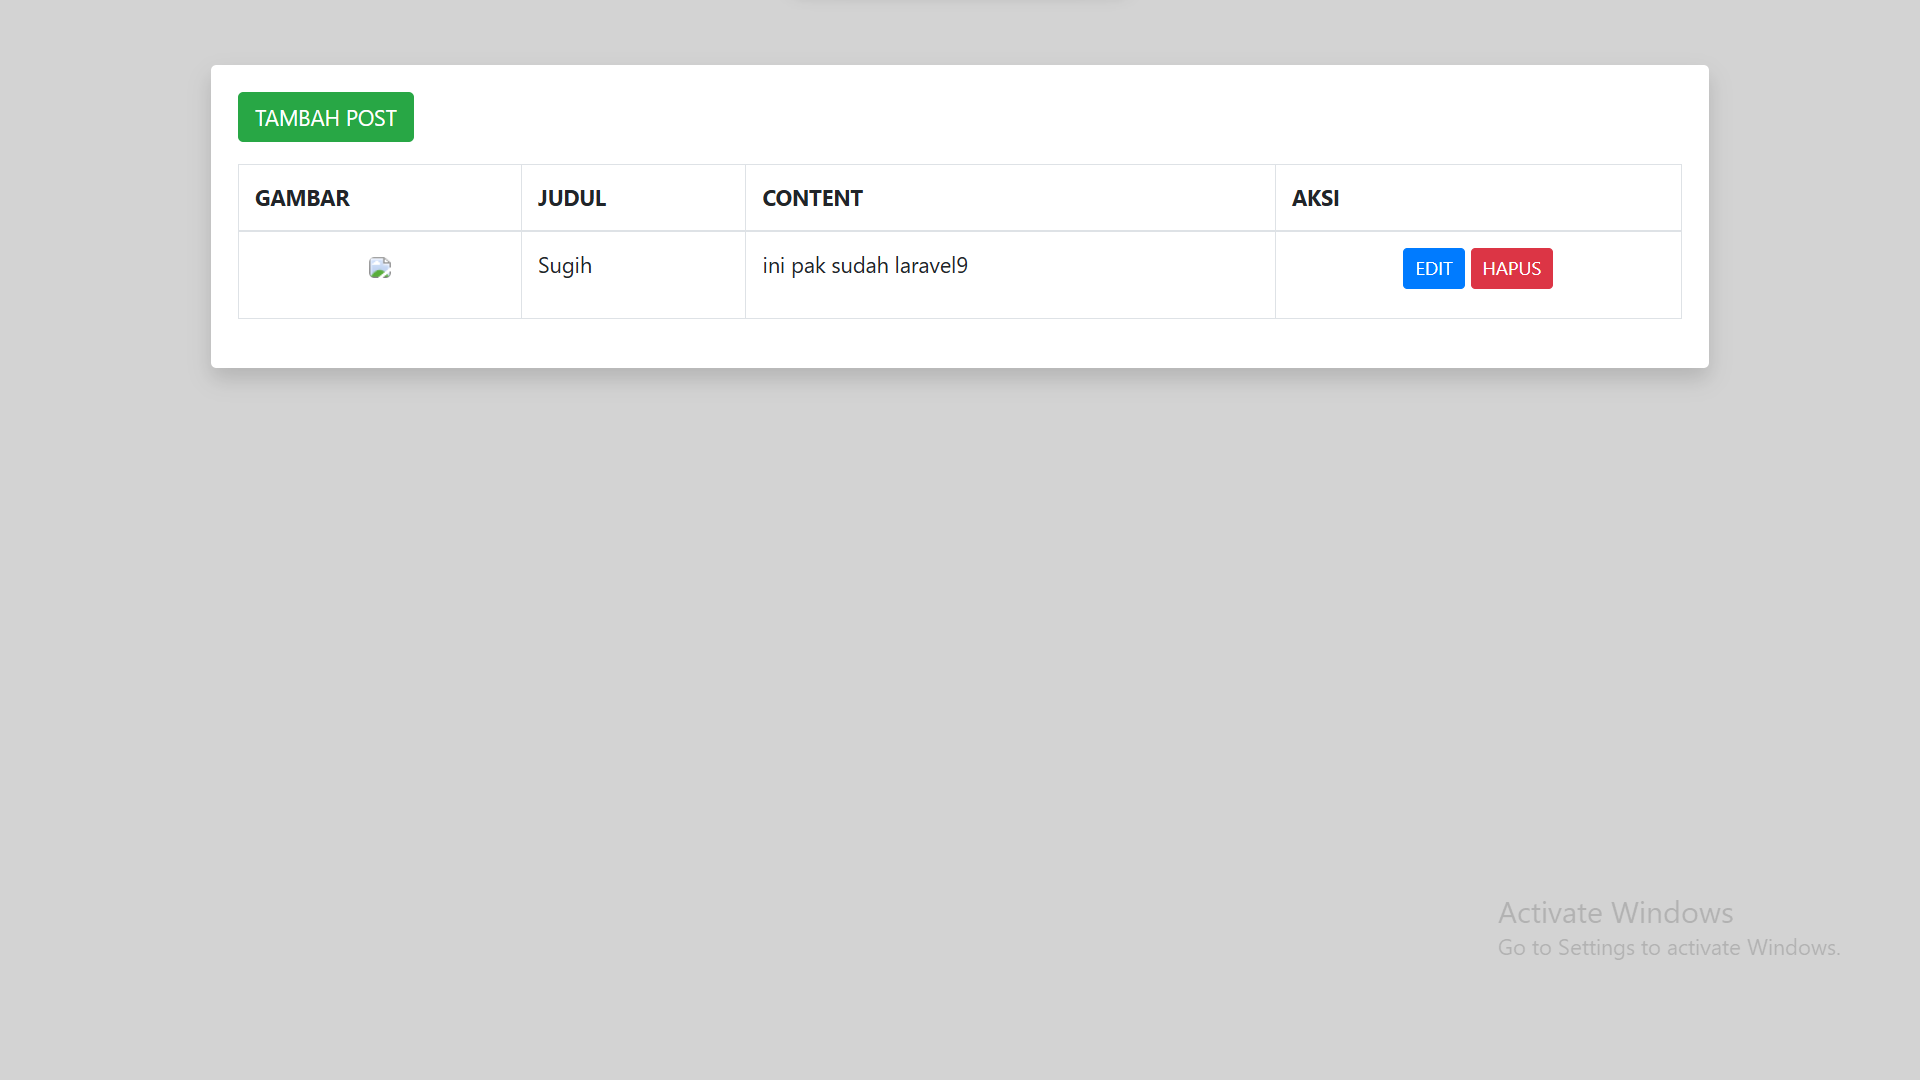 TAMBAH POST
GAMBAR JUDUL CONTENT AKSI
Sugih ini pak sudah laravel9 EDIT HAPUS
Activate Windows
Go to Settings to activate Windows.